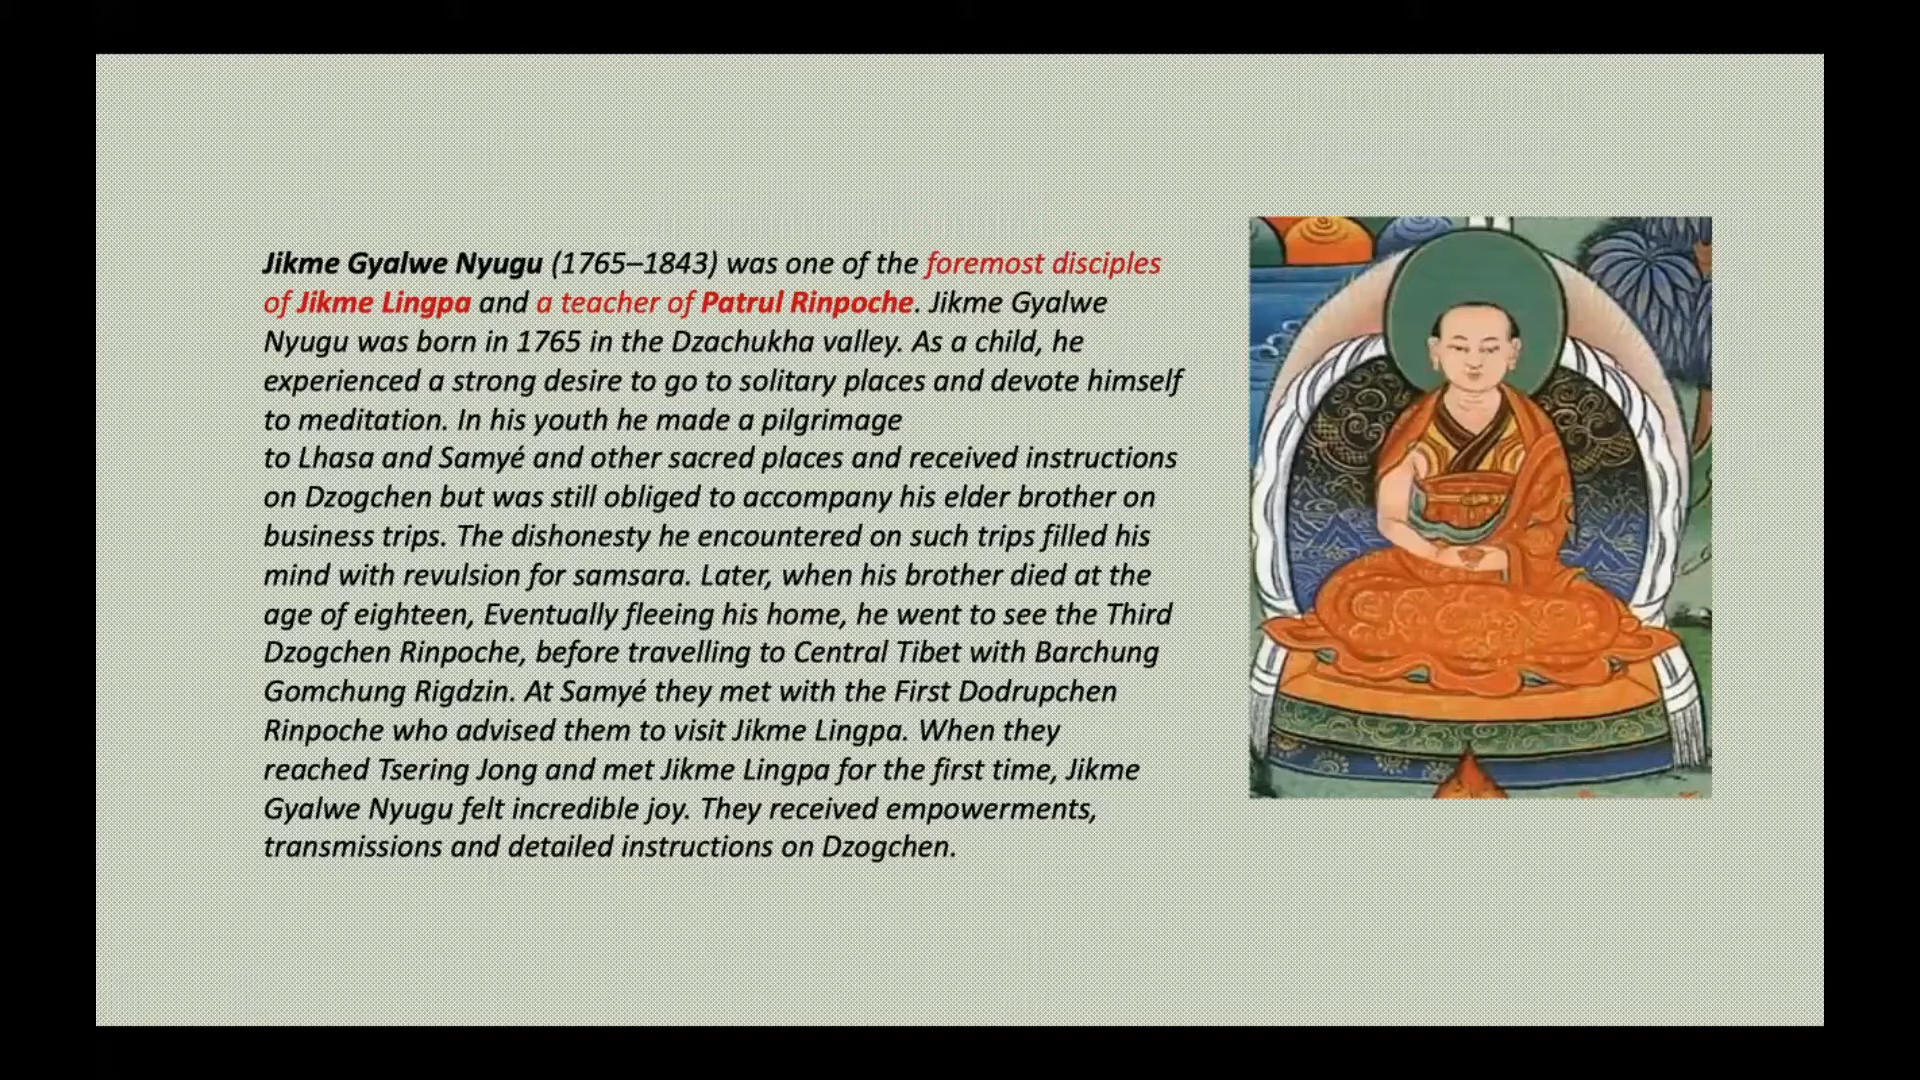 Jikme Gyalwe Nyugu (1765–1843) was one of the foremost disciples
of Jikme Lingpa and a teacher of Patrul Rinpoche. Jikme Gyalwe
Nyugu was born in 1765 in the Dzachukha valley. As a child, he
experienced a strong desire to go to solitary places and devote himself
to meditation. In his youth he made a pilgrimage
to Lhasa and Samyé and other sacred places and received instructions
on Dzogchen but was still obliged to accompany his elder brother on
business trips. The dishonesty he encountered on such trips filled his
mind with revulsion for samsara. Later, when his brother died at the
age of eighteen, Eventually fleeing his home, he went to see the Third
Dzogchen Rinpoche, before travelling to Central Tibet with Barchung
Gomchung Rigdzin. At Samyé they met with the First Dodrupchen
Rinpoche who advised them to visit Jikme Lingpa. When they
reached Tsering Jong and met Jikme Lingpa for the first time, Jikme
Gyalwe Nyugu felt incredible joy. They received empowerments,
transmissions and detailed instructions on Dzogchen.